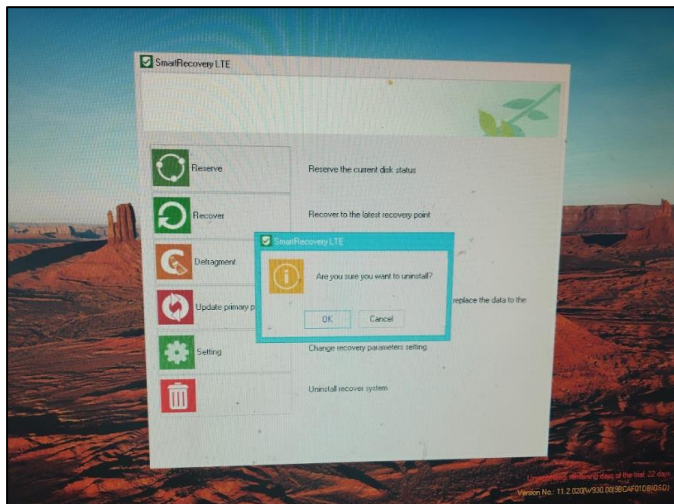 SmartRecovery LTE
Reserve
Reserve the current disk status
Recover
Recover to the latest recovery point
SmartRecovery LTE
Defragment
Are you sure you want to uninstall?
Update primary p
replace the data to the
OK
Cancel
Setting
Change recovery parameters setting.
Uninstall recover system
days of the trial: 22 days